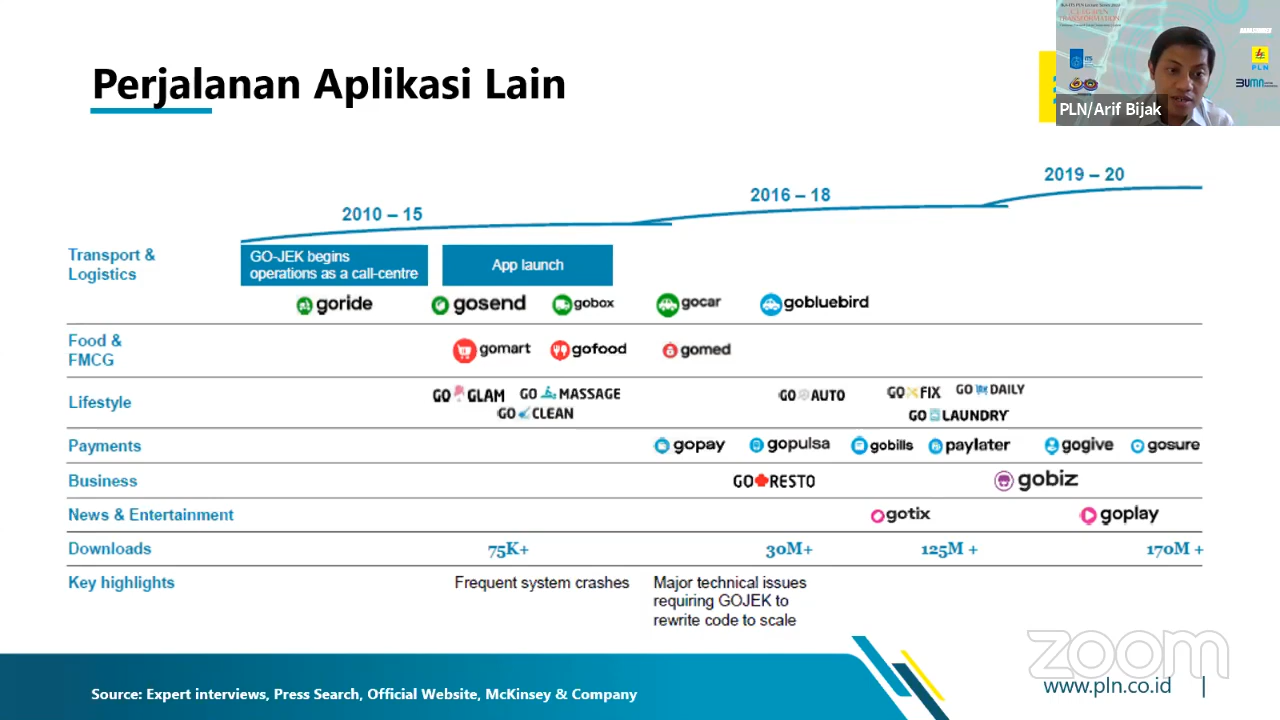 TRANSFORMATION
ITS
PLN
BUMN
PLN/Arif Bijak
Perjalanan Aplikasi Lain
2010 – 15
2016 – 18
2019 – 20
Transport &
Logistics
GO-JEK begins
operations as a call-centre
App launch
goride
gosend
gobox
gocar
gobluebird
Food &
FMCG
gomart
gofood
gomed
Lifestyle
GO GLAM
GO MASSAGE
GO CLEAN
GO AUTO
GO FIX
GO DAILY
GO LAUNDRY
Payments
gopay
gopulsa
gobills
paylater
gogive
gosure
Business
GO RESTO
gobiz
News & Entertainment
gotix
goplay
Downloads
75K+
30M+
125M +
170M +
Key highlights
Frequent system crashes
Major technical issues
requiring GOJEK to
rewrite code to scale
zoom
www.pln.co.id
Source: Expert interviews, Press Search, Official Website, McKinsey & Company